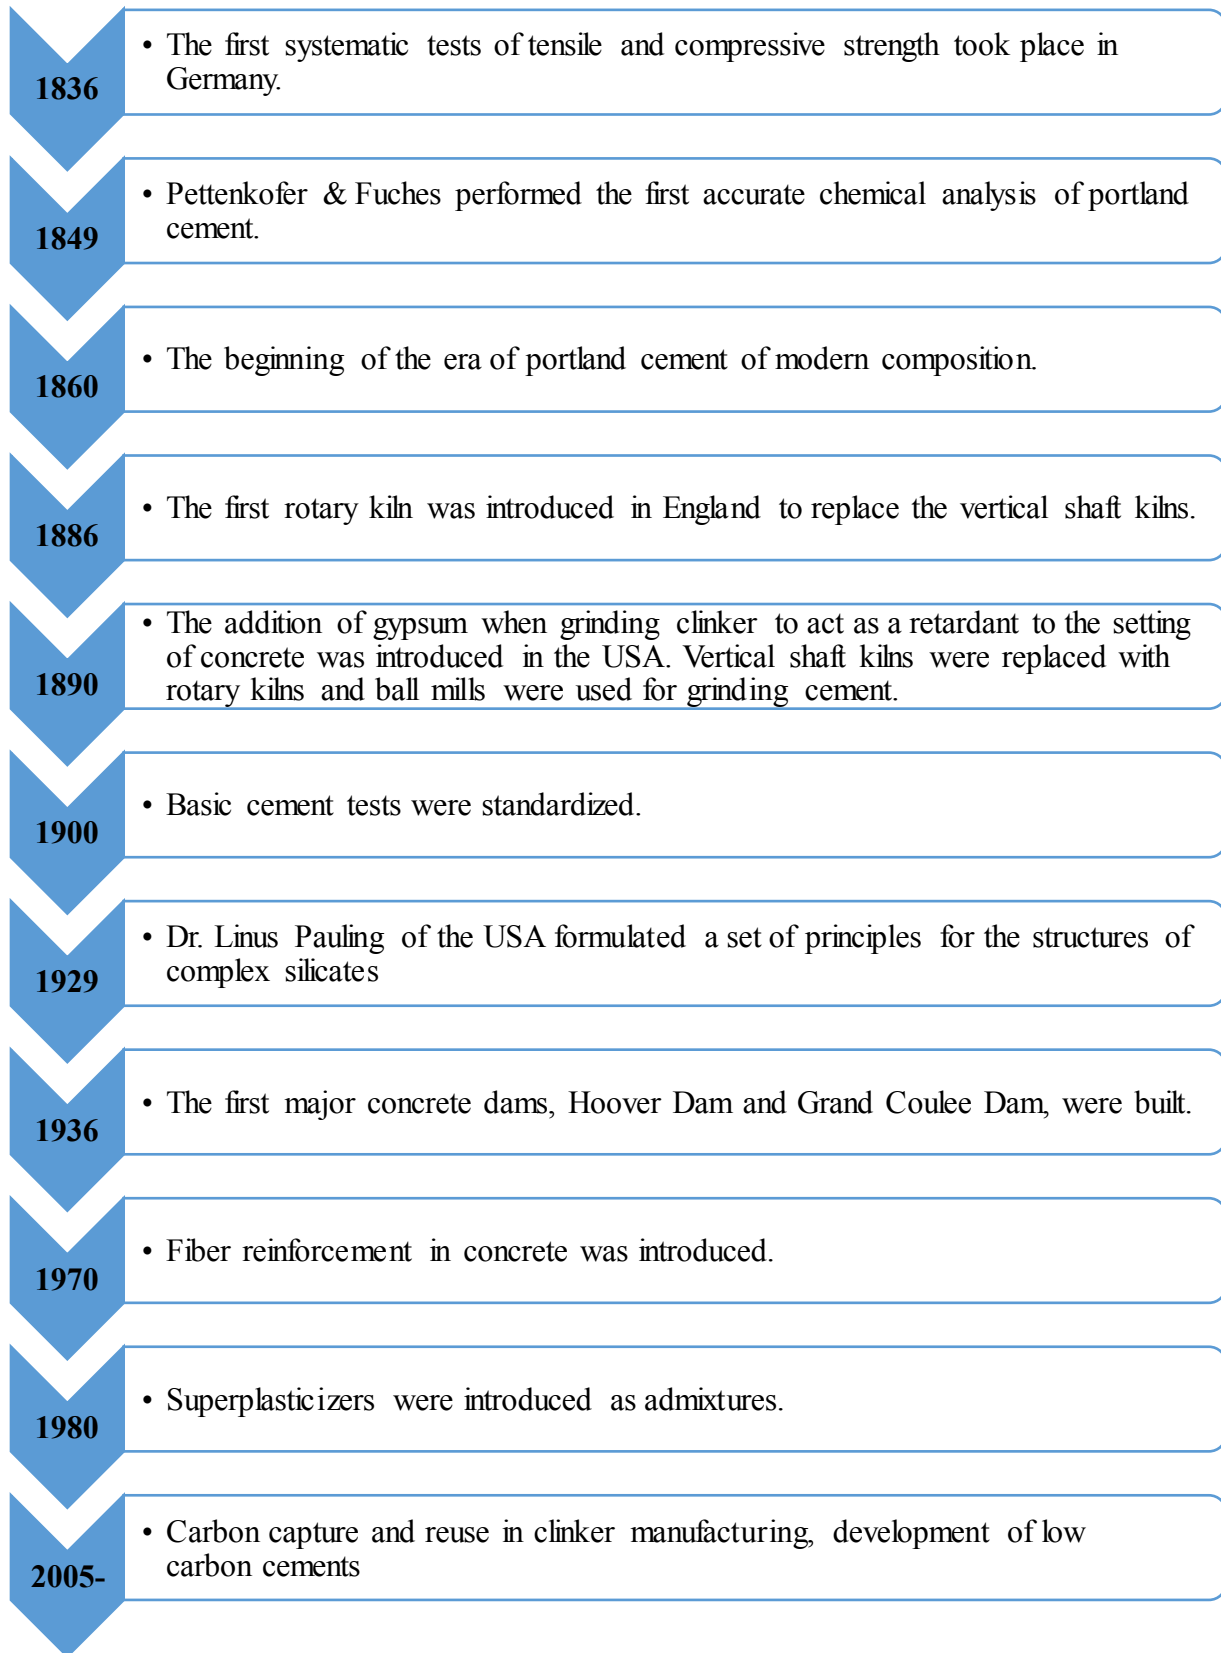 1836
• The first systematic tests of tensile and compressive strength took place in
Germany.
1849
• Pettenkofer & Fuches performed the first accurate chemical analysis of portland
cement.
1860
• The beginning of the era of portland cement of modern composition.
1886
• The first rotary kiln was introduced in England to replace the vertical shaft kilns.
1890
• The addition of gypsum when grinding clinker to act as a retardant to the setting
of concrete was introduced in the USA. Vertical shaft kilns were replaced with
rotary kilns and ball mills were used for grinding cement.
1900
• Basic cement tests were standardized.
1929
• Dr. Linus Pauling of the USA formulated a set of principles for the structures of
complex silicates
1936
• The first major concrete dams, Hoover Dam and Grand Coulee Dam, were built.
1970
• Fiber reinforcement in concrete was introduced.
1980
• Superplasticizers were introduced as admixtures.
2005-
• Carbon capture and reuse in clinker manufacturing, development of low
carbon cements